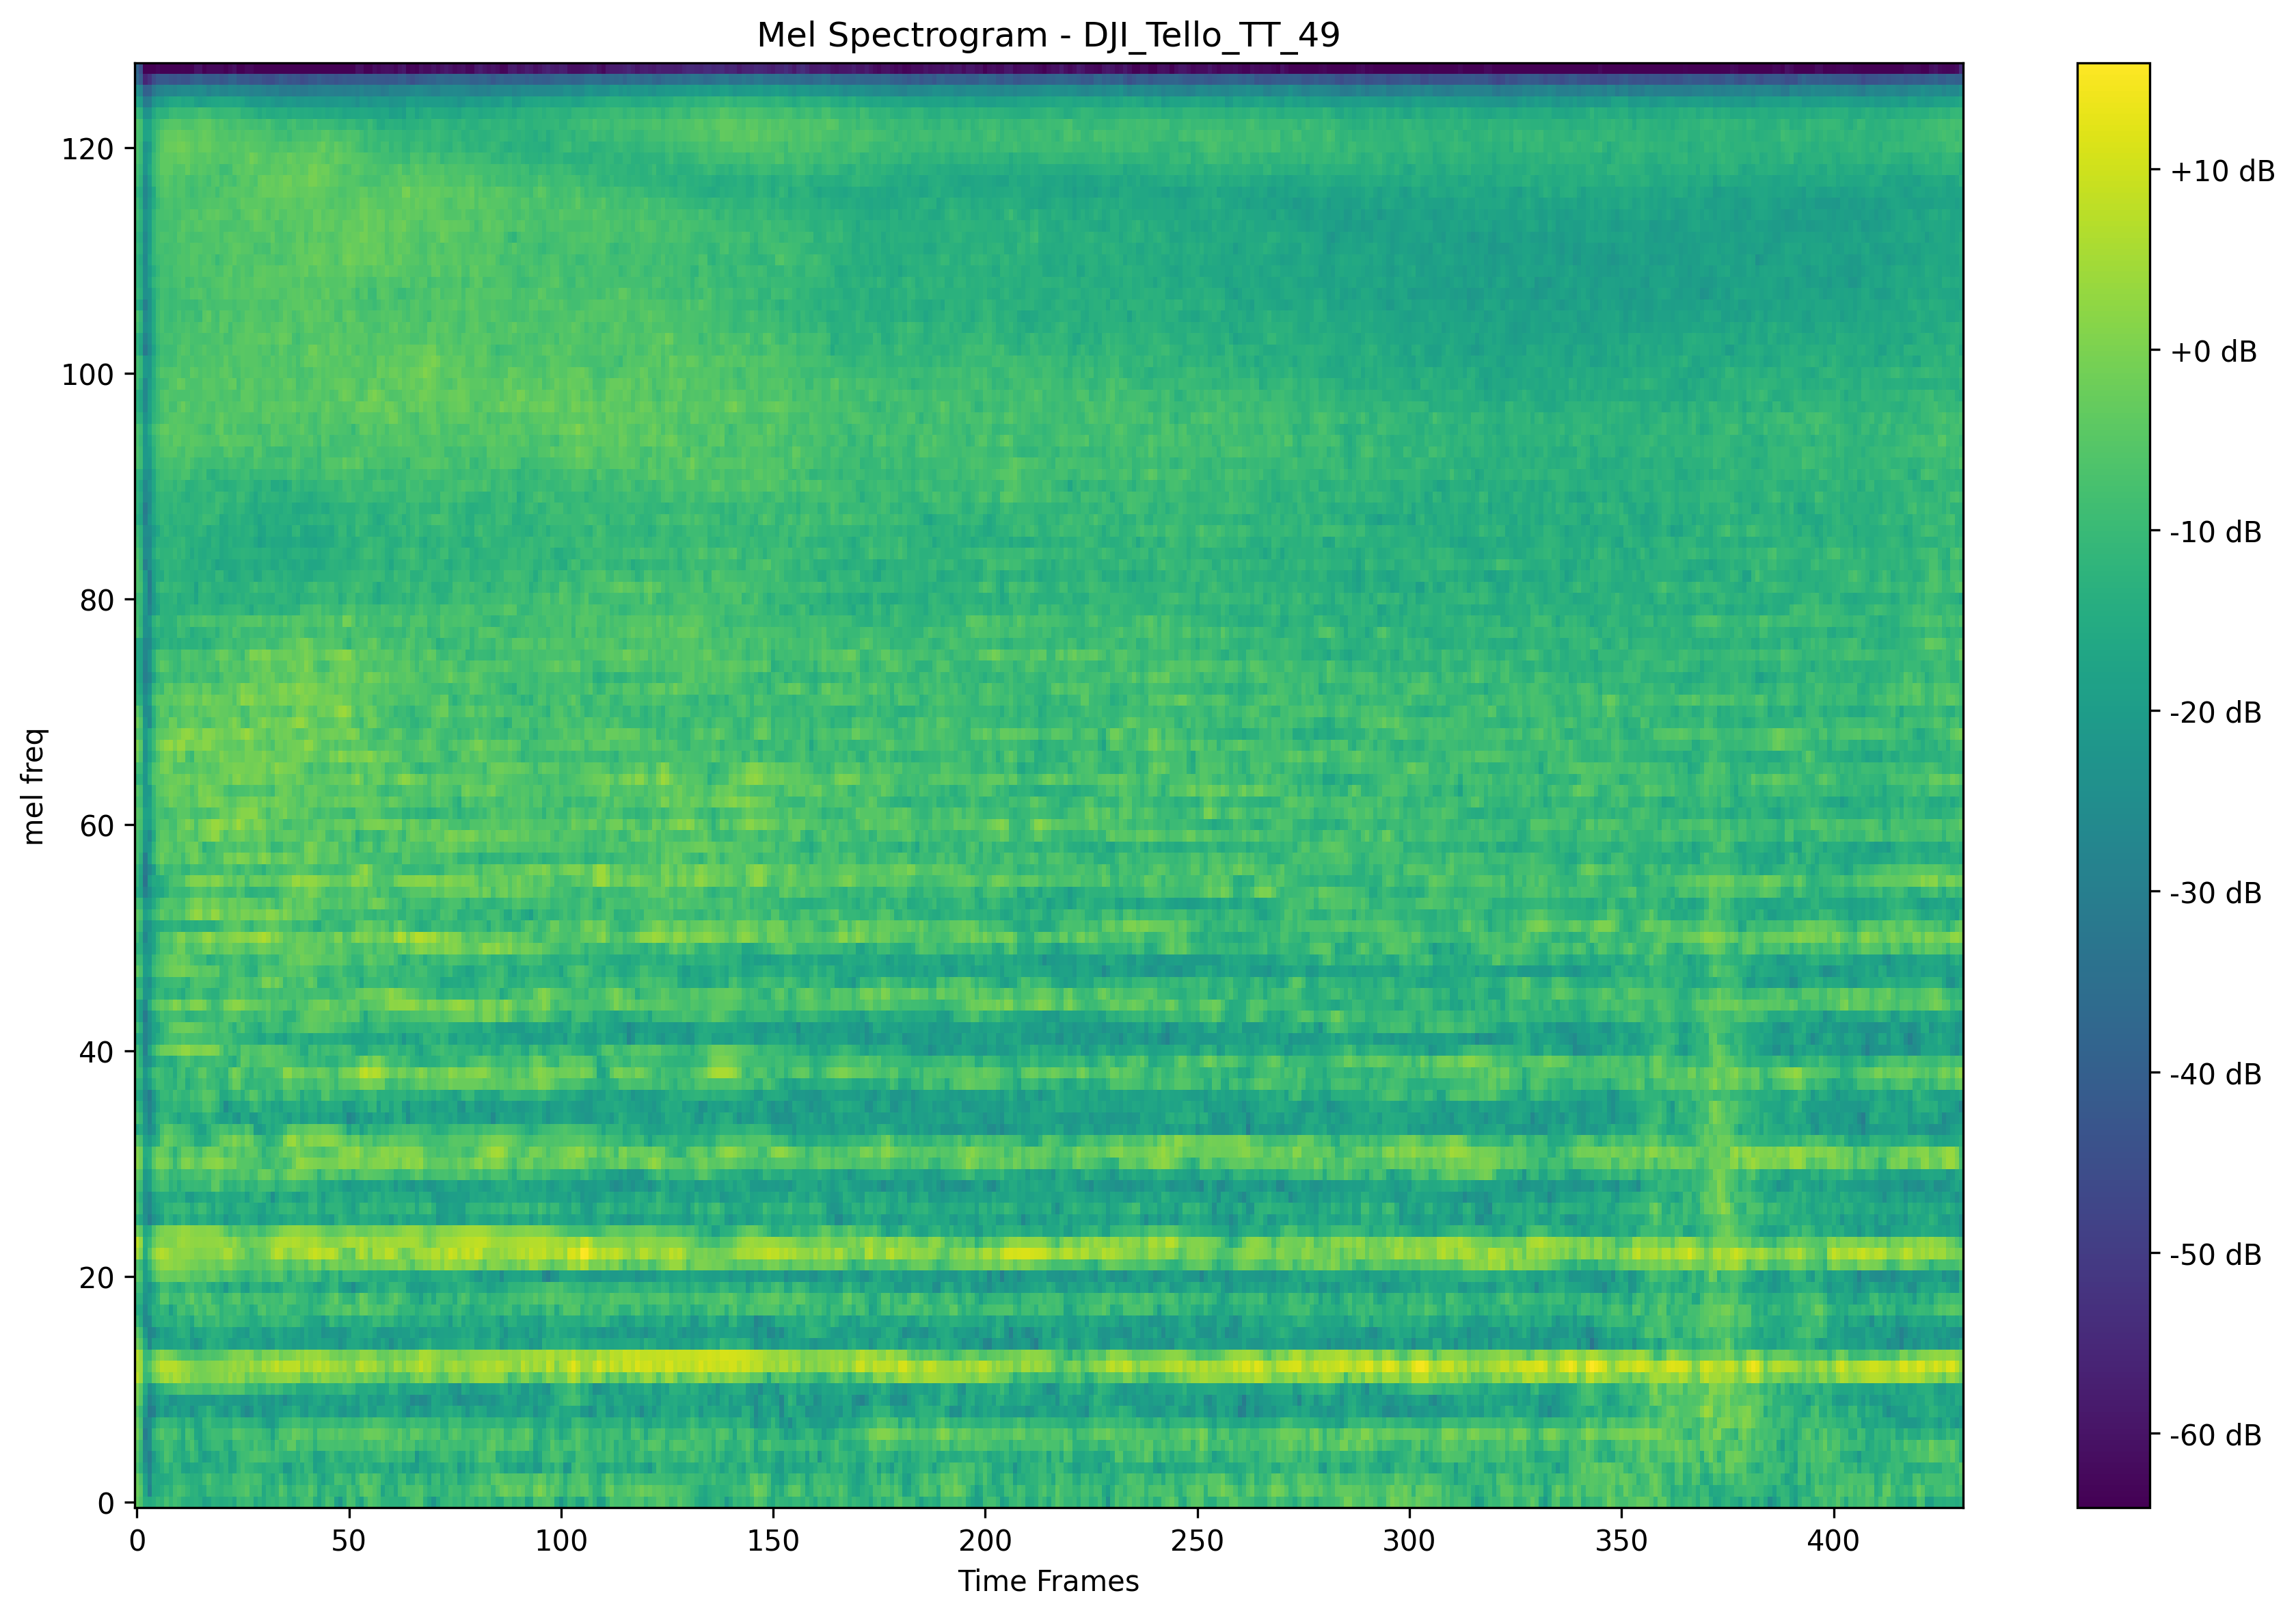 Mel Spectrogram - DJI_Tello_TT_49
mel freq
120
100
80
60
40
20
0
0 50 100 150 200 250 300 350 400
Time Frames
+10 dB
+0 dB
-10 dB
-20 dB
-30 dB
-40 dB
-50 dB
-60 dB